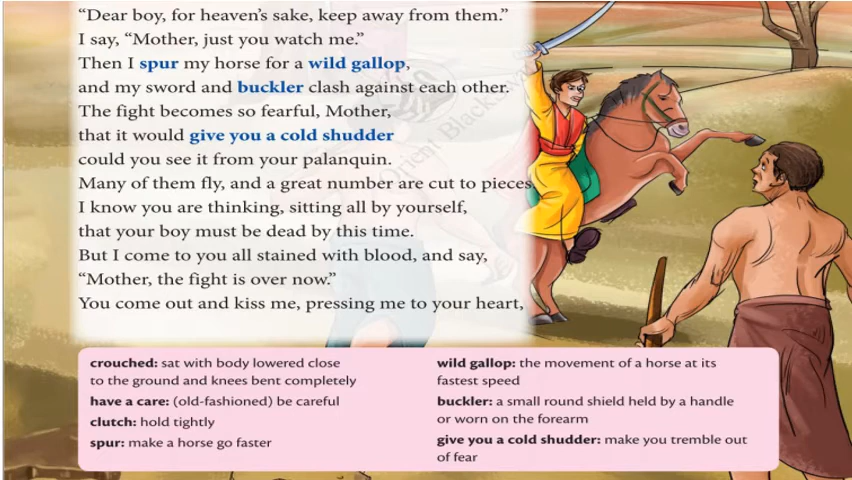 “Dear boy, for heaven’s sake, keep away from them.”
I say, “Mother, just you watch me.”
Then I spur my horse for a wild gallop,
and my sword and buckler clash against each other.
The fight becomes so fearful, Mother,
that it would give you a cold shudder
could you see it from your palanquin.
Many of them fly, and a great number are cut to pieces.
I know you are thinking, sitting all by yourself,
that your boy must be dead by this time.
But I come to you all stained with blood, and say,
“Mother, the fight is over now.”
You come out and kiss me, pressing me to your heart,
crouched: sat with body lowered close
to the ground and knees bent completely
have a care: (old-fashioned) be careful
clutch: hold tightly
spur: make a horse go faster
wild gallop: the movement of a horse at its
fastest speed
buckler: a small round shield held by a handle
or worn on the forearm
give you a cold shudder: make you tremble out
of fear